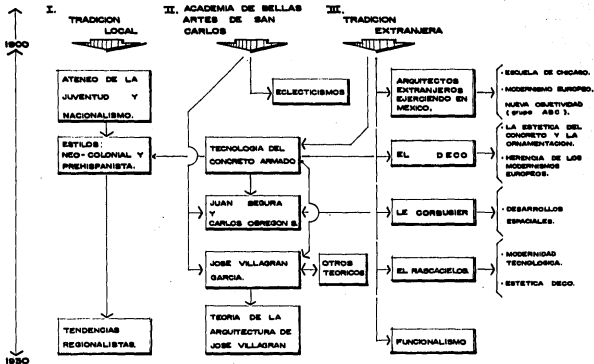 I.
TRADICION
LOCAL
II. ACADEMIA DE BELLAS
ARTES DE SAN
CARLOS
III.
TRADICION
EXTRANJERA
1900
ATENEO DE LA
JUVENTUD Y
NACIONALISMO.
ECLECTICISMOS
ARQUITECTOS
EXTRANJEROS
EJERCIENDO EN
MEXICO.
· ESCUELA DE CHICAGO.
· MODERNISMO EUROPEO.
NUEVA OBJETIVIDAD
( grupo ABC ).
ESTILOS:
NEO-COLONIAL Y
PREHISPANISTA.
TECNOLOGIA DEL
CONCRETO ARMADO
EL DECO
· LA ESTETICA DEL
CONCRETO Y LA
ORNAMENTACION.
· HERENCIA DE LOS
MODERNISMOS
EUROPEOS.
JUAN SEGURA
Y
CARLOS OBREGON S.
LE CORBUSIER
· DESARROLLOS
ESPACIALES.
JOSE VILLAGRAN
GARCIA.
OTROS
TEORICOS
EL RASCACIELOS.
· MODERNIDAD
TECNOLOGICA.
· ESTETICA DECO.
TENDENCIAS
REGIONALISTAS.
TEORIA DE LA
ARQUITECTURA DE
JOSE VILLAGRAN
FUNCIONALISMO
1950